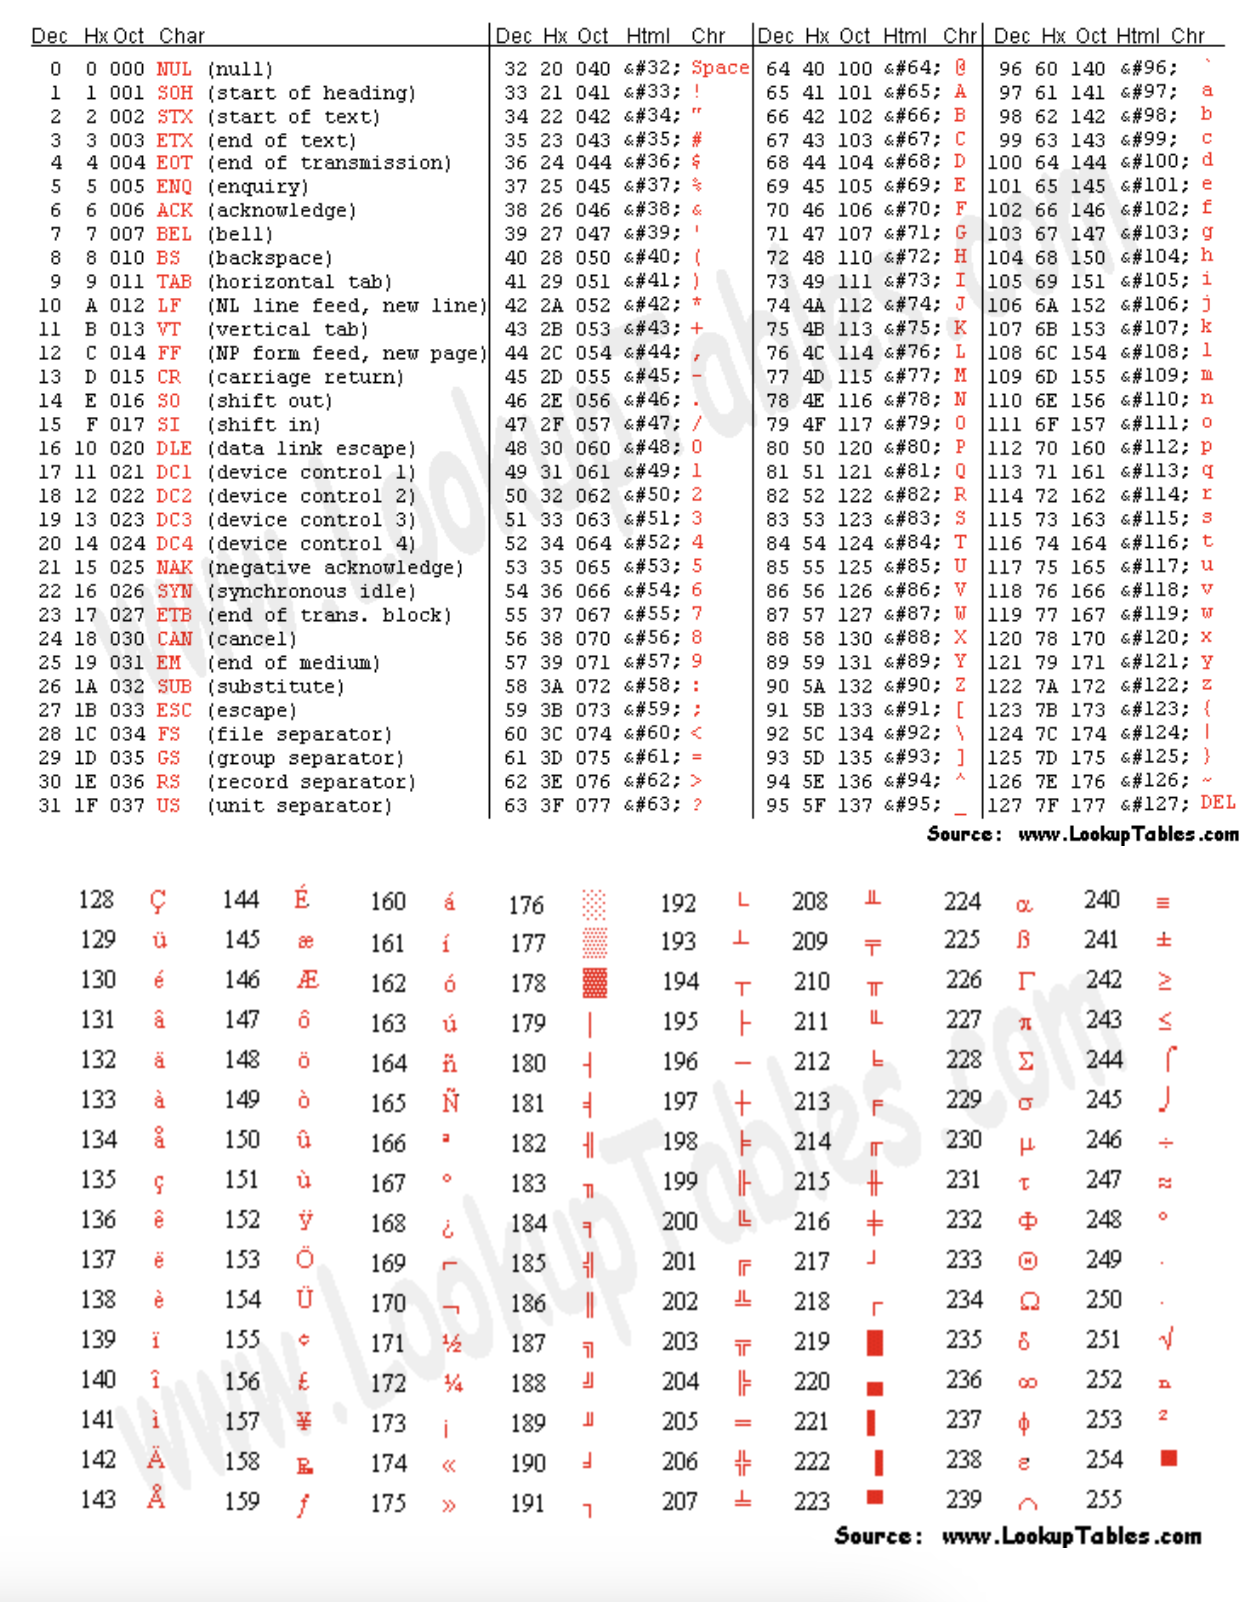 Dec Hx Oct Char Dec Hx Oct Html Chr Dec Hx Oct Html Chr Dec Hx Oct Html Chr
0 0 000 NUL (null) 32 20 040 &#32; Space 64 40 100 &#64; @ 96 60 140 &#96; `
1 1 001 SOH (start of heading) 33 21 041 &#33; ! 65 41 101 &#65; A 97 61 141 &#97; a
2 2 002 STX (start of text) 34 22 042 &#34; " 66 42 102 &#66; B 98 62 142 &#98; b
3 3 003 ETX (end of text) 35 23 043 &#35; # 67 43 103 &#67; C 99 63 143 &#99; c
4 4 004 EOT (end of transmission) 36 24 044 &#36; $ 68 44 104 &#68; D 100 64 144 &#100; d
5 5 005 ENQ (enquiry) 37 25 045 &#37; % 69 45 105 &#69; E 101 65 145 &#101; e
6 6 006 ACK (acknowledge) 38 26 046 &#38; & 70 46 106 &#70; F 102 66 146 &#102; f
7 7 007 BEL (bell) 39 27 047 &#39; ' 71 47 107 &#71; G 103 67 147 &#103; g
8 8 010 BS (backspace) 40 28 050 &#40; ( 72 48 110 &#72; H 104 68 150 &#104; h
9 9 011 TAB (horizontal tab) 41 29 051 &#41; ) 73 49 111 &#73; I 105 69 151 &#105; i
10 A 012 LF (NL line feed, new line) 42 2A 052 &#42; * 74 4A 112 &#74; J 106 6A 152 &#106; j
11 B 013 VT (vertical tab) 43 2B 053 &#43; + 75 4B 113 &#75; K 107 6B 153 &#107; k
12 C 014 FF (NP form feed, new page) 44 2C 054 &#44; , 76 4C 114 &#76; L 108 6C 154 &#108; l
13 D 015 CR (carriage return) 45 2D 055 &#45; - 77 4D 115 &#77; M 109 6D 155 &#109; m
14 E 016 SO (shift out) 46 2E 056 &#46; . 78 4E 116 &#78; N 110 6E 156 &#110; n
15 F 017 SI (shift in) 47 2F 057 &#47; / 79 4F 117 &#79; O 111 6F 157 &#111; o
16 10 020 DLE (data link escape) 48 30 060 &#48; 0 80 50 120 &#80; P 112 70 160 &#112; p
17 11 021 DC1 (device control 1) 49 31 061 &#49; 1 81 51 121 &#81; Q 113 71 161 &#113; q
18 12 022 DC2 (device control 2) 50 32 062 &#50; 2 82 52 122 &#82; R 114 72 162 &#114; r
19 13 023 DC3 (device control 3) 51 33 063 &#51; 3 83 53 123 &#83; S 115 73 163 &#115; s
20 14 024 DC4 (device control 4) 52 34 064 &#52; 4 84 54 124 &#84; T 116 74 164 &#116; t
21 15 025 NAK (negative acknowledge) 53 35 065 &#53; 5 85 55 125 &#85; U 117 75 165 &#117; u
22 16 026 SYN (synchronous idle) 54 36 066 &#54; 6 86 56 126 &#86; V 118 76 166 &#118; v
23 17 027 ETB (end of trans. block) 55 37 067 &#55; 7 87 57 127 &#87; W 119 77 167 &#119; w
24 18 030 CAN (cancel) 56 38 070 &#56; 8 88 58 130 &#88; X 120 78 170 &#120; x
25 19 031 EM (end of medium) 57 39 071 &#57; 9 89 59 131 &#89; Y 121 79 171 &#121; y
26 1A 032 SUB (substitute) 58 3A 072 &#58; : 90 5A 132 &#90; Z 122 7A 172 &#122; z
27 1B 033 ESC (escape) 59 3B 073 &#59; ; 91 5B 133 &#91; [ 123 7B 173 &#123; {
28 1C 034 FS (file separator) 60 3C 074 &#60; < 92 5C 134 &#92; \ 124 7C 174 &#124; |
29 1D 035 GS (group separator) 61 3D 075 &#61; = 93 5D 135 &#93; ] 125 7D 175 &#125; }
30 1E 036 RS (record separator) 62 3E 076 &#62; > 94 5E 136 &#94; ^ 126 7E 176 &#126; ~
31 1F 037 US (unit separator) 63 3F 077 &#63; ? 95 5F 137 &#95; _ 127 7F 177 &#127; DEL
www.LookupTables.com
Source: www.LookupTables.com
128 Ç 144 É 160 á 176 ░ 192 └ 208 ╨ 224 α 240 ≡
129 ü 145 æ 161 í 177 ▒ 193 ┴ 209 ╤ 225 ß 241 ±
130 é 146 Æ 162 ó 178 ▓ 194 ┬ 210 ╥ 226 Γ 242 ≥
131 â 147 ô 163 ú 179 │ 195 ├ 211 ╙ 227 π 243 ≤
132 ä 148 ö 164 ñ 180 ┤ 196 ─ 212 ╘ 228 Σ 244 ⌠
133 à 149 ò 165 Ñ 181 ╡ 197 ┼ 213 ╒ 229 σ 245 ⌡
134 å 150 û 166 ª 182 ╢ 198 ╞ 214 ╓ 230 µ 246 ÷
135 ç 151 ù 167 º 183 ╖ 199 ╟ 215 ╫ 231 τ 247 ≈
136 ê 152 ÿ 168 ¿ 184 ╕ 200 ╚ 216 ╪ 232 Φ 248 °
137 ë 153 Ö 169 ⌐ 185 ╣ 201 ╔ 217 ┘ 233 Θ 249 ∙
138 è 154 Ü 170 ¬ 186 ║ 202 ╩ 218 ┌ 234 Ω 250 ·
139 ï 155 ¢ 171 ½ 187 ╗ 203 ╦ 219 █ 235 δ 251 √
140 î 156 £ 172 ¼ 188 ╝ 204 ╠ 220 ▄ 236 ∞ 252 ⁿ
141 ì 157 ¥ 173 ¡ 189 ╜ 205 ═ 221 ▌ 237 φ 253 ²
142 Ä 158 ₧ 174 « 190 ╛ 206 ╬ 222 ▐ 238 ε 254 ■
143 Å 159 ƒ 175 » 191 ┐ 207 ╧ 223 ▀ 239 ∩ 255
www.LookupTables.com
Source: www.LookupTables.com